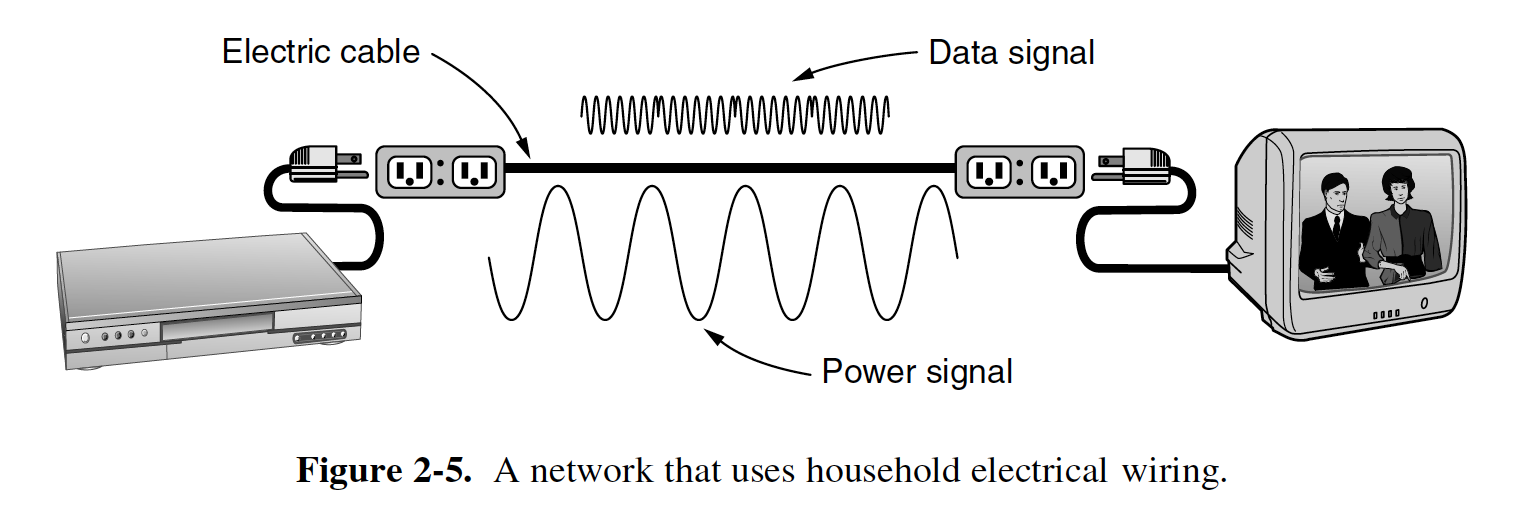 Electric cable
Data signal
Power signal
Figure 2-5. A network that uses household electrical wiring.